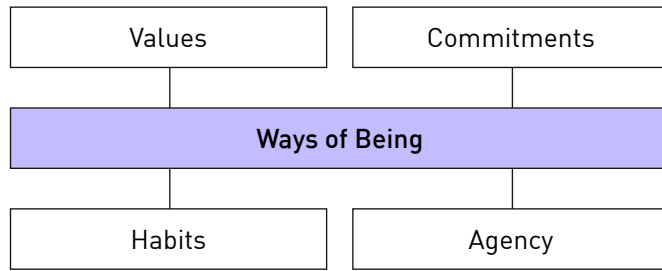 Values
Commitments
Ways of Being
Habits
Agency